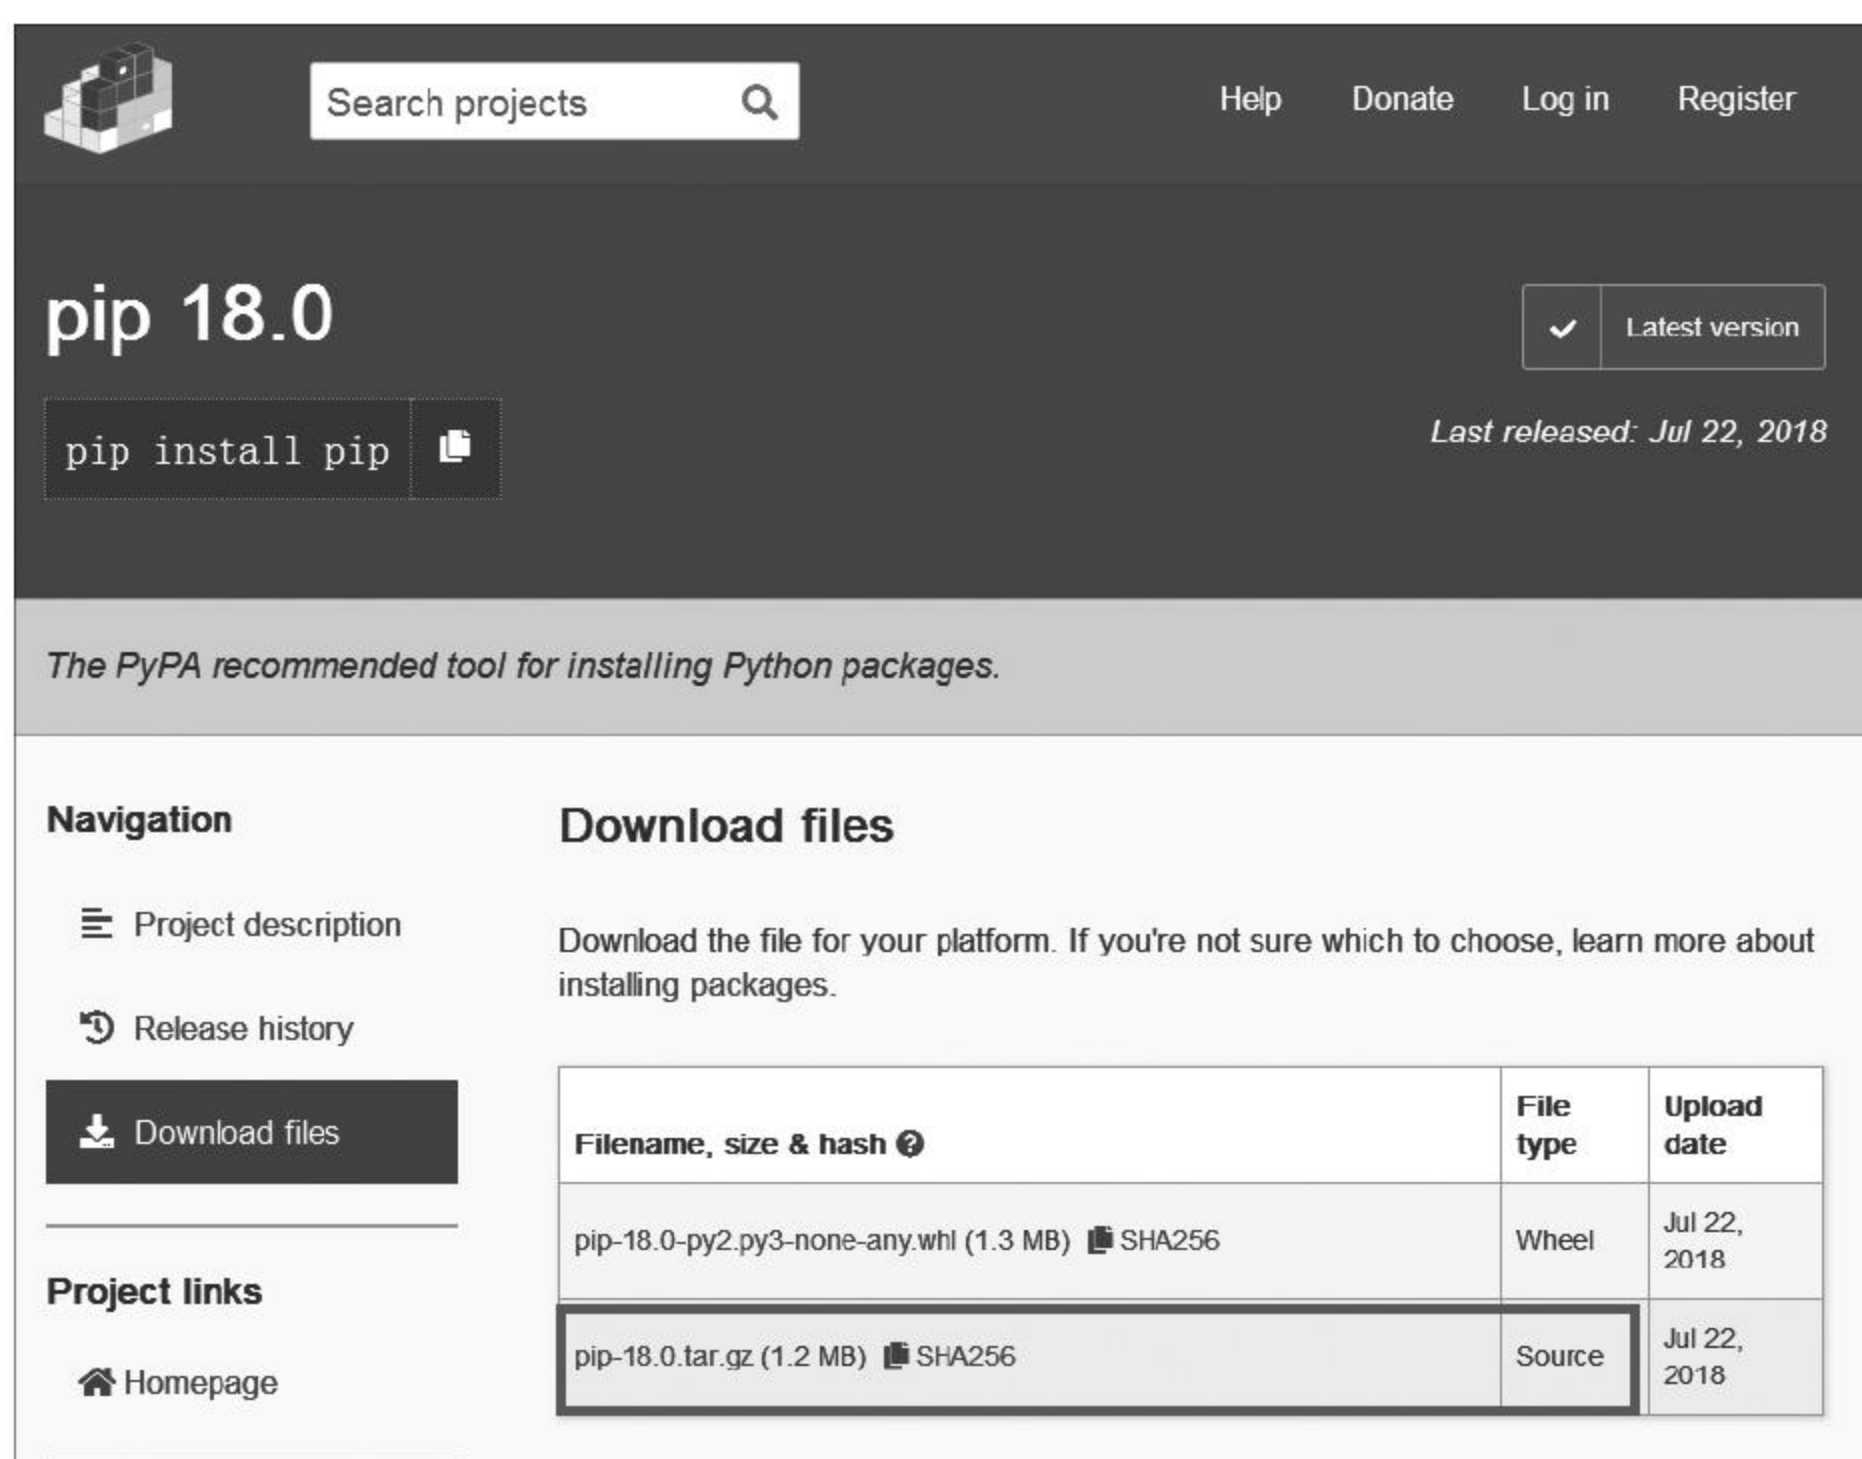 Search projects
Help Donate Log in Register
pip 18.0
Latest version
pip install pip
Last released: Jul 22, 2018
The PyPA recommended tool for installing Python packages.
Navigation
Project description
Release history
Download files
Project links
Homepage
Download files
Download the file for your platform. If you're not sure which to choose, learn more about
installing packages.
Filename, size & hash File type Upload date
pip-18.0-py2.py3-none-any.whl (1.3 MB) SHA256 Wheel Jul 22, 2018
pip-18.0.tar.gz (1.2 MB) SHA256 Source Jul 22, 2018